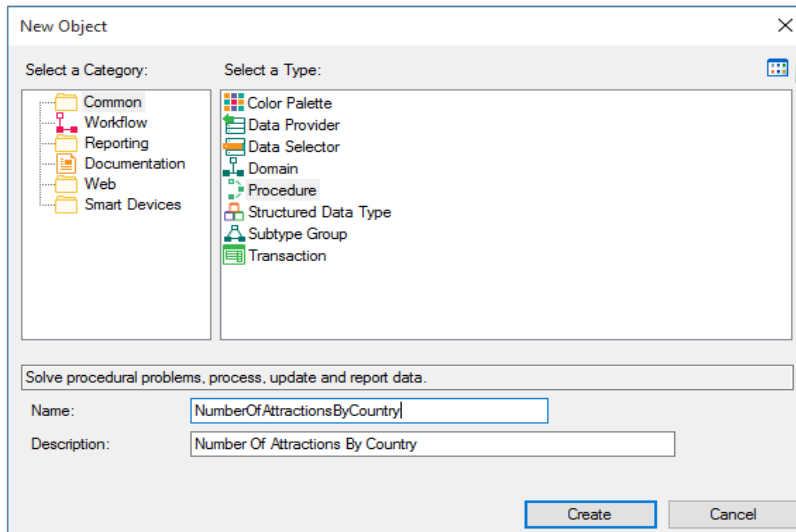 New Object
Select a Category:
Select a Type:
Common
Workflow
Reporting
Documentation
Web
Smart Devices
Color Palette
Data Provider
Data Selector
Domain
Procedure
Structured Data Type
Subtype Group
Transaction
Solve procedural problems, process, update and report data.
Name: NumberOfAttractionsByCountry
Description: Number Of Attractions By Country
Create Cancel